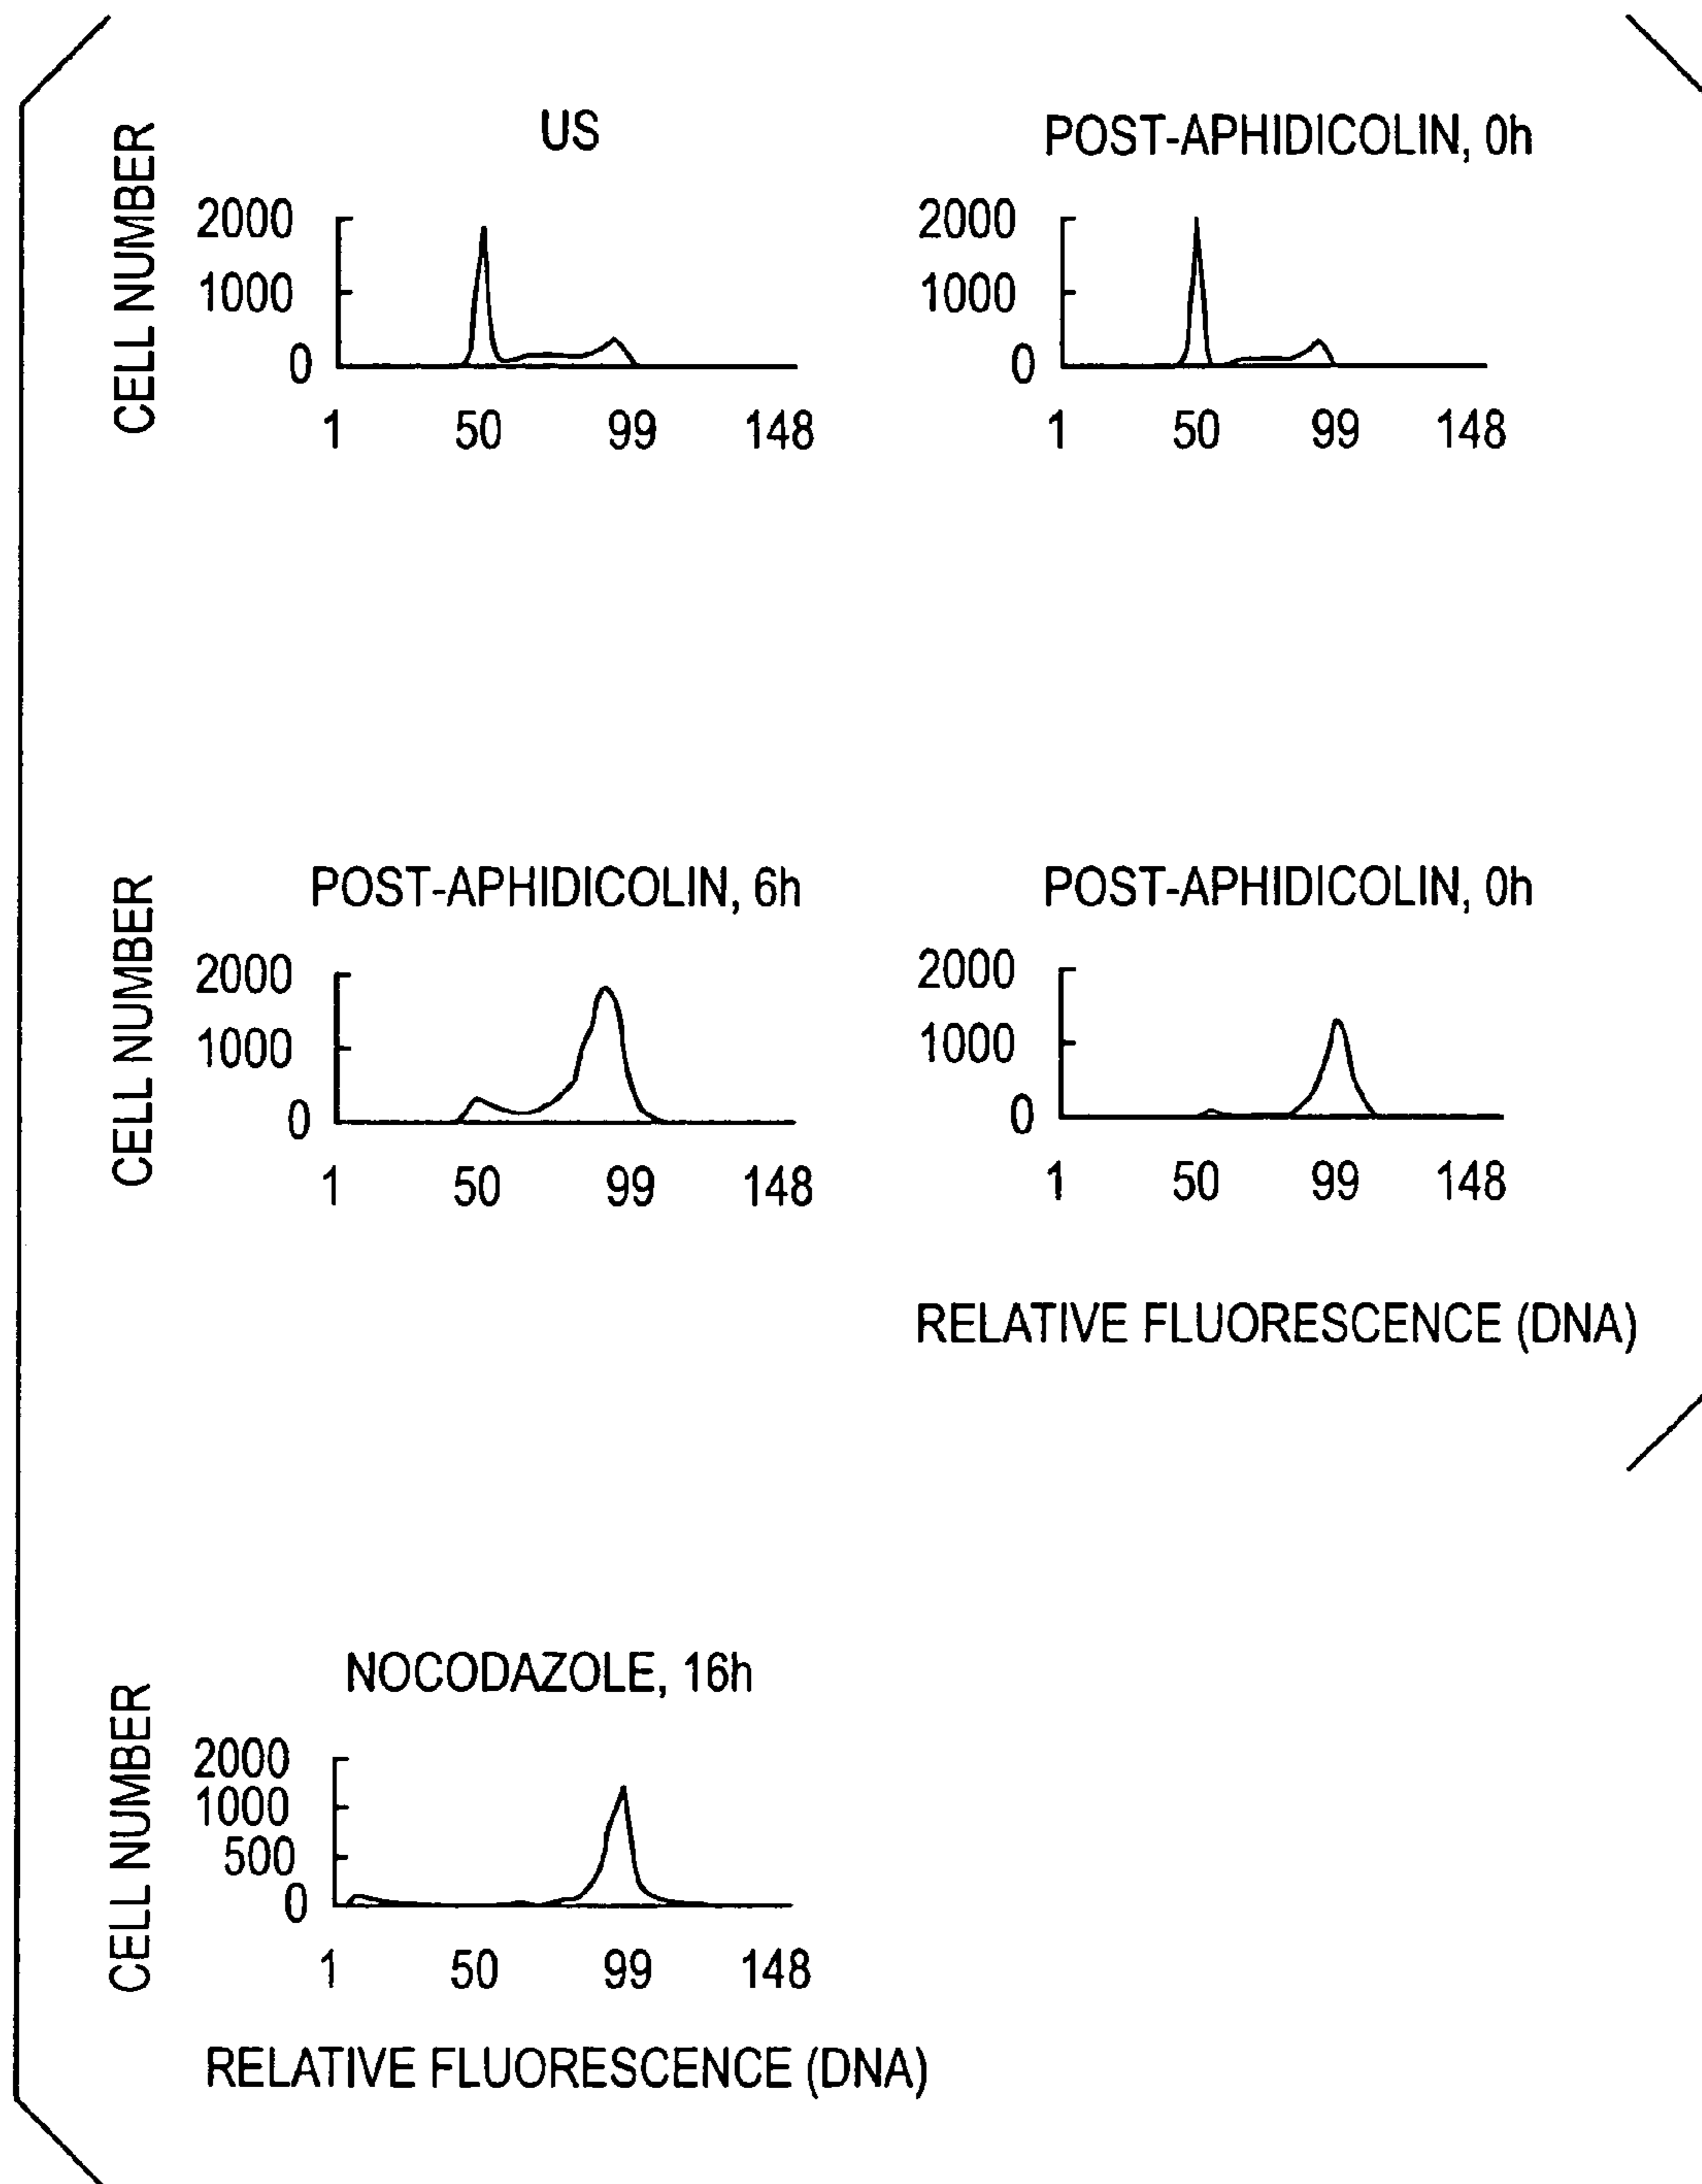 US
CELL NUMBER
2000
1000
0
1 50 99 148
POST-APHIDICOLIN, 0h
2000
1000
0
1 50 99 148
POST-APHIDICOLIN, 6h
CELL NUMBER
2000
1000
0
1 50 99 148
POST-APHIDICOLIN, 0h
2000
1000
0
1 50 99 148
RELATIVE FLUORESCENCE (DNA)
NOCODAZOLE, 16h
CELL NUMBER
2000
1000
500
0
1 50 99 148
RELATIVE FLUORESCENCE (DNA)